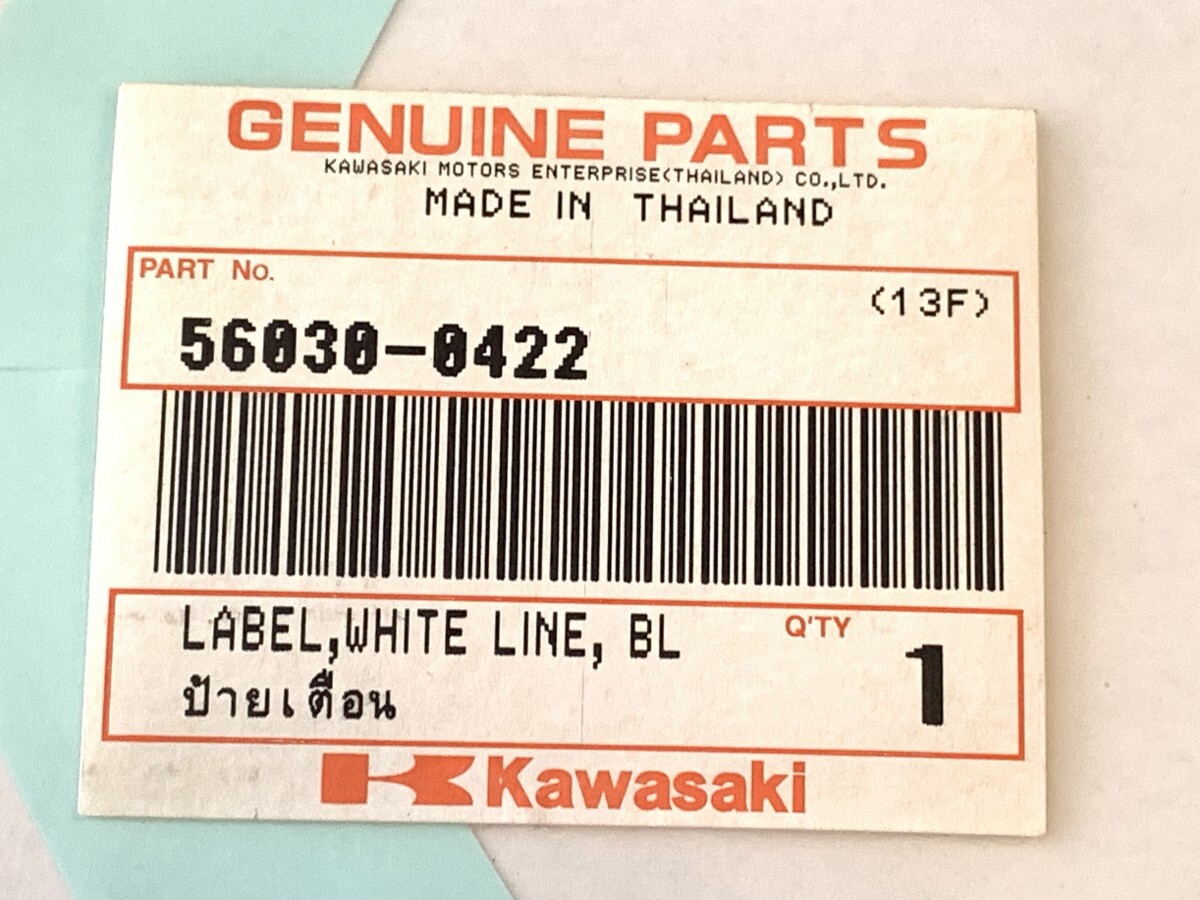 GENUINE PARTS
KAWASAKI MOTORS ENTERPRISE(THAILAND) CO.,LTD.
MADE IN THAILAND
PART No.
(13F)
56030-0422
LABEL,WHITE LINE, BL
Q'TY
1
ป้ายเตือน
Kawasaki